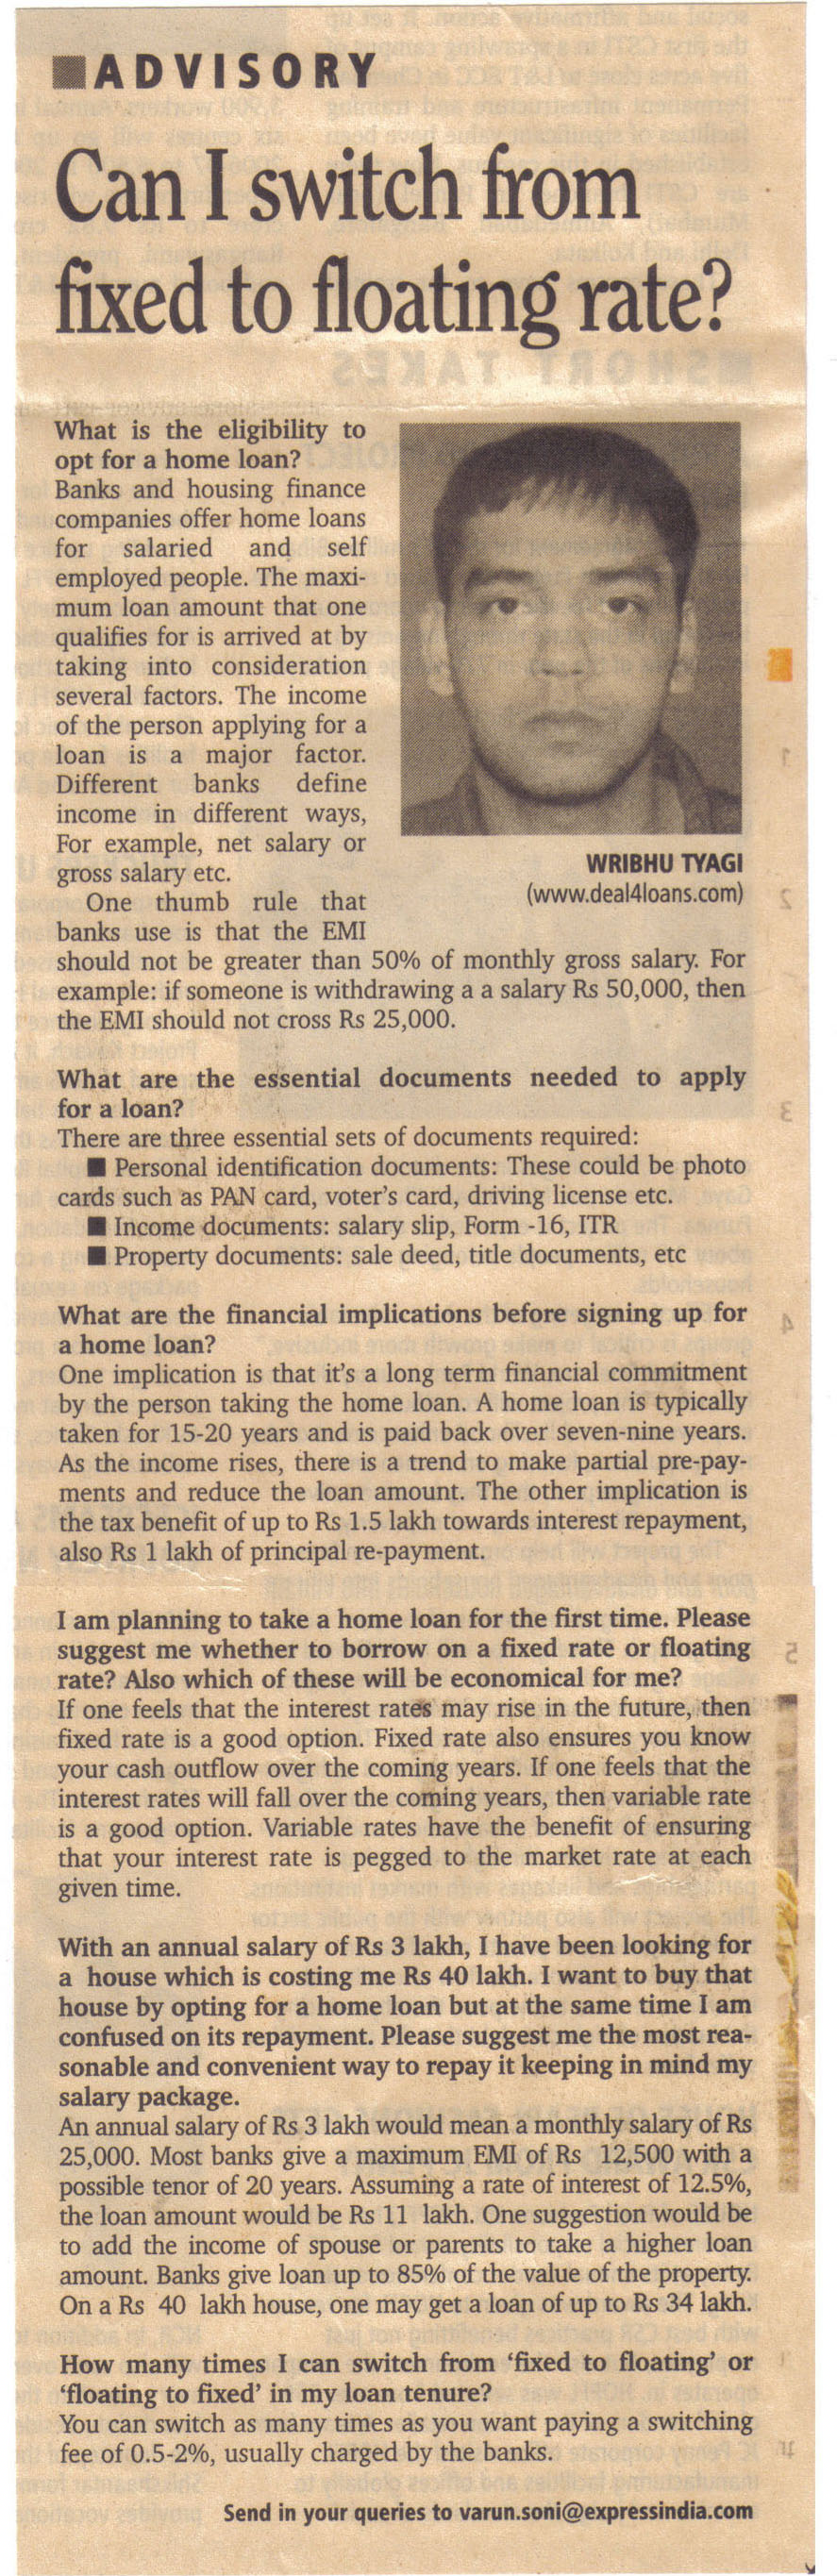 ADVISORY
Can I switch from
fixed to floating rate?
What is the eligibility to
opt for a home loan?
Banks and housing finance
companies offer home loans
for salaried and self
employed people. The maxi-
mum loan amount that one
qualifies for is arrived at by
taking into consideration
several factors. The income
of the person applying for a
loan is a major factor.
Different banks define
income in different ways,
For example, net salary or
gross salary etc.
One thumb rule that
banks use is that the EMI
should not be greater than 50% of monthly gross salary. For
example: if someone is withdrawing a a salary Rs 50,000, then
the EMI should not cross Rs 25,000.
WRIBHU TYAGI
(www.deal4loans.com)
What are the essential documents needed to apply
for a loan?
There are three essential sets of documents required:
■ Personal identification documents: These could be photo
cards such as PAN card, voter's card, driving license etc.
■ Income documents: salary slip, Form -16, ITR
■ Property documents: sale deed, title documents, etc
What are the financial implications before signing up for
a home loan?
One implication is that it's a long term financial commitment
by the person taking the home loan. A home loan is typically
taken for 15-20 years and is paid back over seven-nine years.
As the income rises, there is a trend to make partial pre-pay-
ments and reduce the loan amount. The other implication is
the tax benefit of up to Rs 1.5 lakh towards interest repayment,
also Rs 1 lakh of principal re-payment.
I am planning to take a home loan for the first time. Please
suggest me whether to borrow on a fixed rate or floating
rate? Also which of these will be economical for me?
If one feels that the interest rates may rise in the future, then
fixed rate is a good option. Fixed rate also ensures you know
your cash outflow over the coming years. If one feels that the
interest rates will fall over the coming years, then variable rate
is a good option. Variable rates have the benefit of ensuring
that your interest rate is pegged to the market rate at each
given time.
With an annual salary of Rs 3 lakh, I have been looking for
a house which is costing me Rs 40 lakh. I want to buy that
house by opting for a home loan but at the same time I am
confused on its repayment. Please suggest me the most rea-
sonable and convenient way to repay it keeping in mind my
salary package.
An annual salary of Rs 3 lakh would mean a monthly salary of Rs
25,000. Most banks give a maximum EMI of Rs 12,500 with a
possible tenor of 20 years. Assuming a rate of interest of 12.5%,
the loan amount would be Rs 11 lakh. One suggestion would be
to add the income of spouse or parents to take a higher loan
amount. Banks give loan up to 85% of the value of the property.
On a Rs 40 lakh house, one may get a loan of up to Rs 34 lakh.
How many times I can switch from 'fixed to floating' or
'floating to fixed' in my loan tenure?
You can switch as many times as you want paying a switching
fee of 0.5-2%, usually charged by the banks.
Send in your queries to varun.soni@expressindia.com